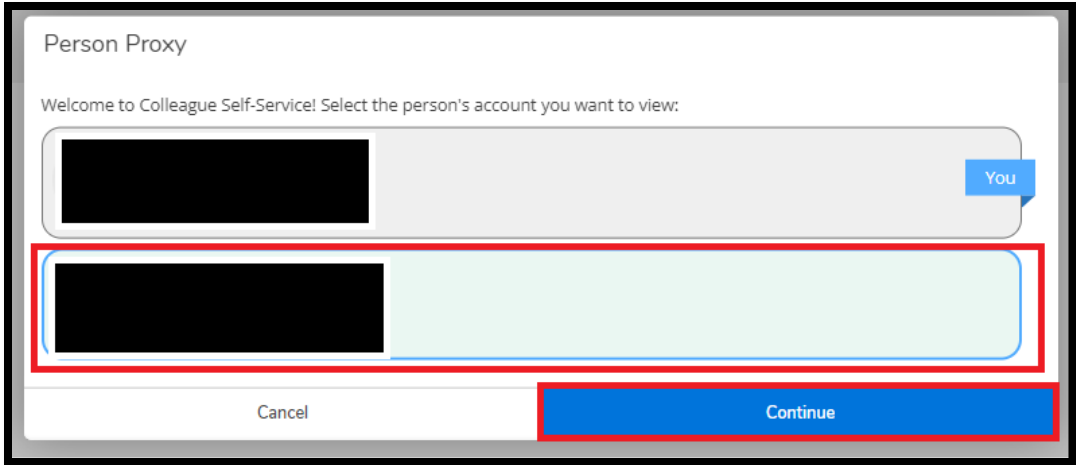 Person Proxy
Welcome to Colleague Self-Service! Select the person's account you want to view:
You
Cancel
Continue